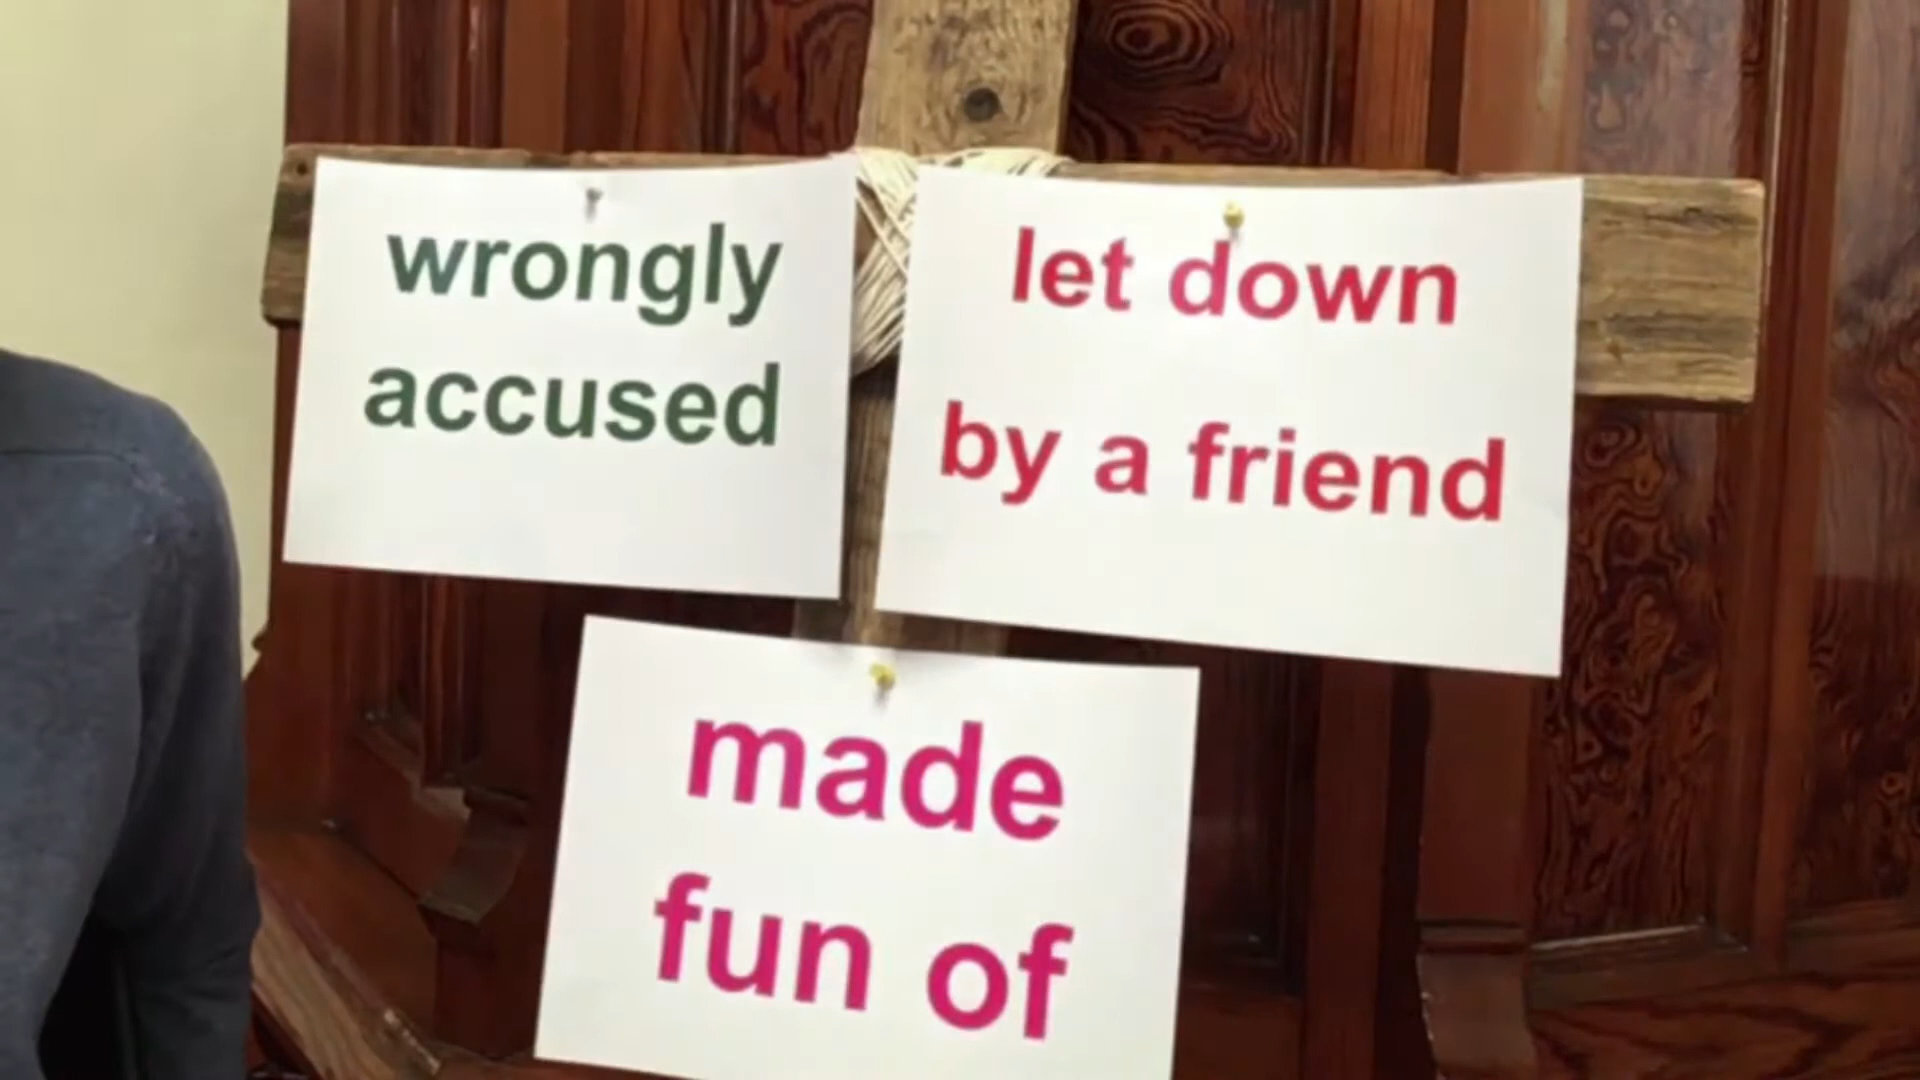 wrongly
accused
let down
by a friend
made
fun of